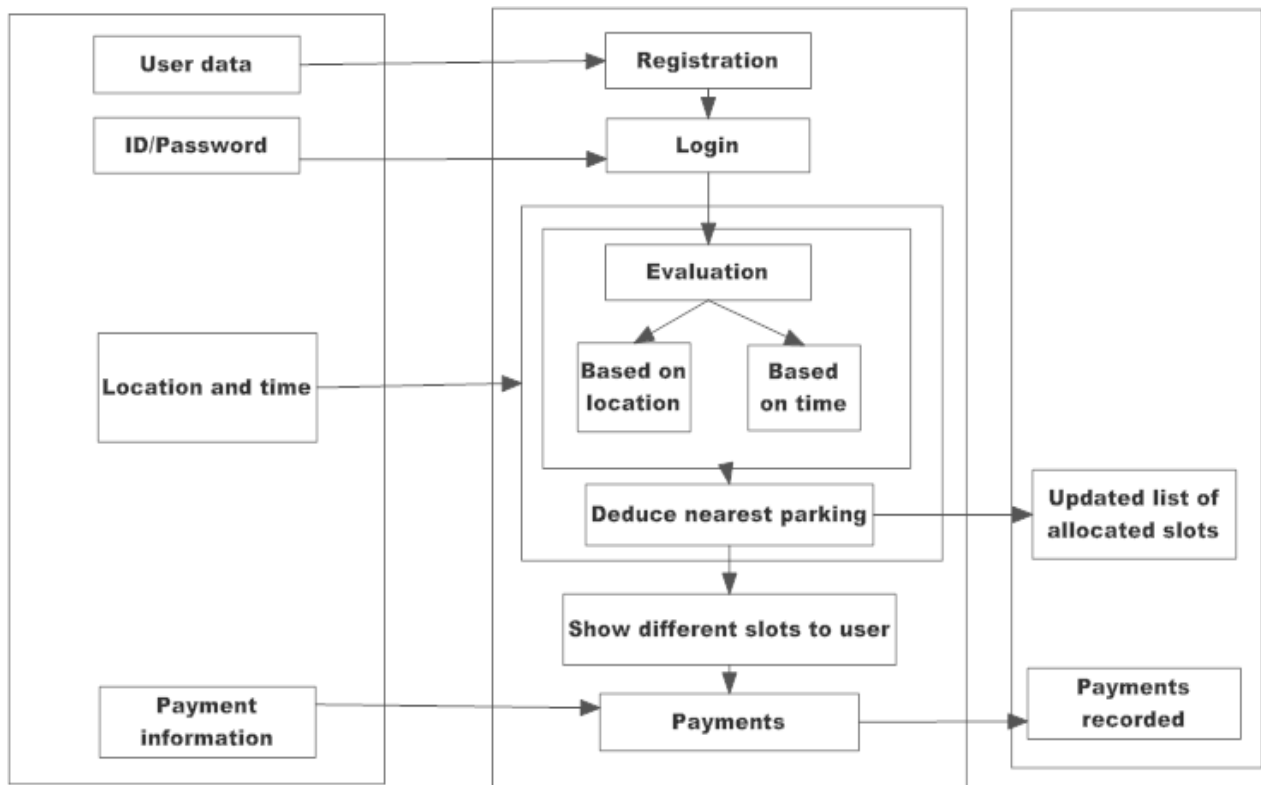 User data
Registration
ID/Password
Login
Evaluation
Location and time
Based on
location
Based
on time
Deduce nearest parking
Updated list of
allocated slots
Show different slots to user
Payment
information
Payments
Payments
recorded